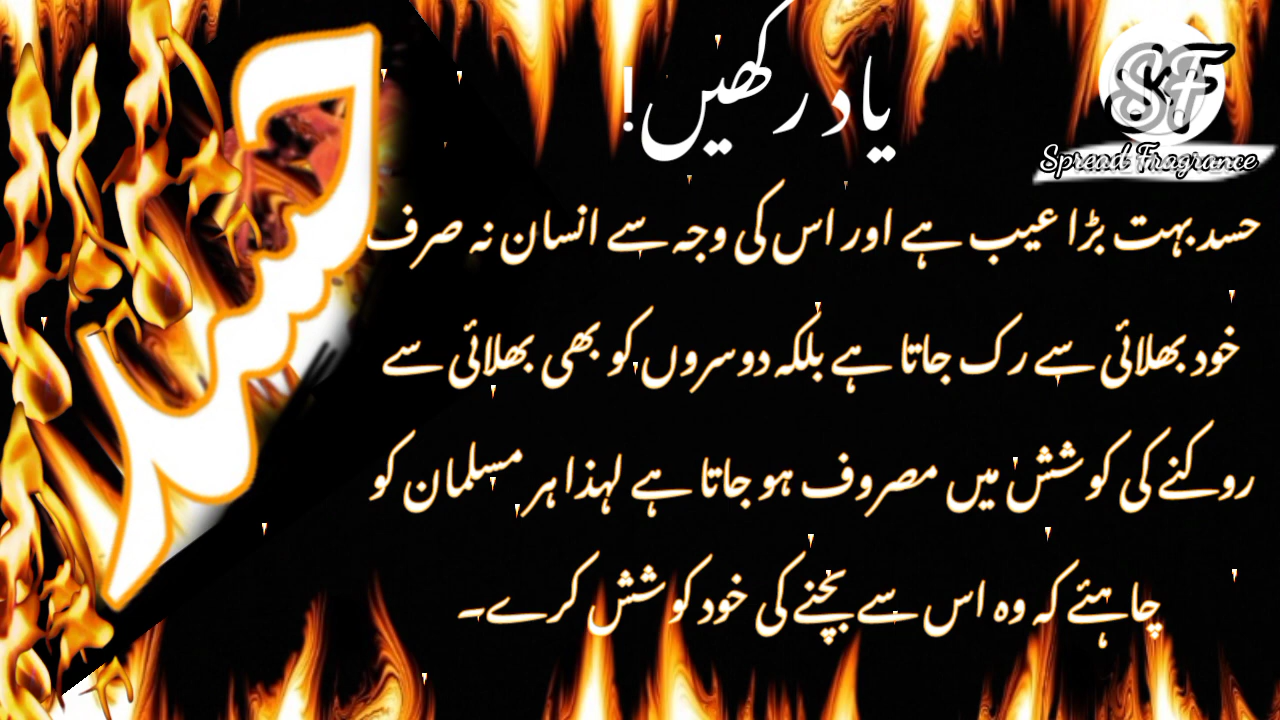 یاد رکھیں!
SF
Spread Fragrance
حسد
حسد بہت بڑا عیب ہے اور اس کی وجہ سے انسان نہ صرف
خود بھلائی سے رک جاتا ہے بلکہ دوسروں کو بھی بھلائی سے
روکنے کی کوشش میں مصروف ہو جاتا ہے لہذا ہر مسلمان کو
چاہئے کہ وہ اس سے بچنے کی خود کوشش کرے۔